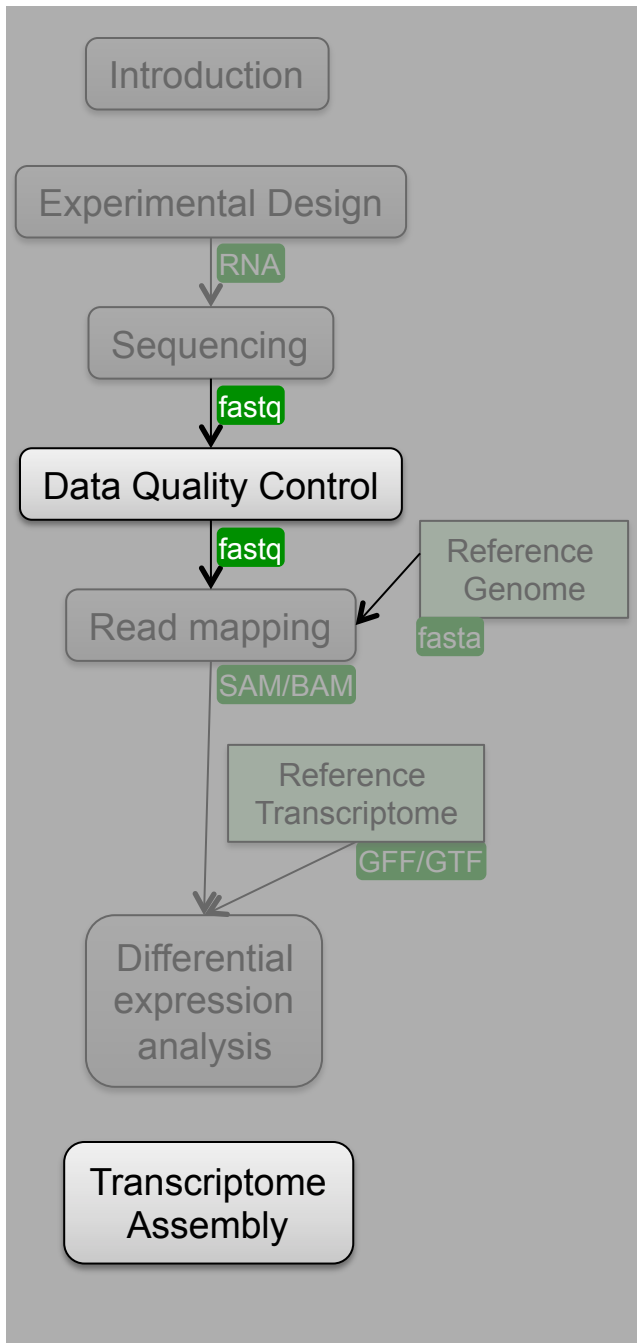 Introduction
Experimental Design
RNA
Sequencing
fastq
Data Quality Control
fastq
Reference
Genome
fasta
Read mapping
SAM/BAM
Reference
Transcriptome
GFF/GTF
Differential
expression
analysis
Transcriptome
Assembly